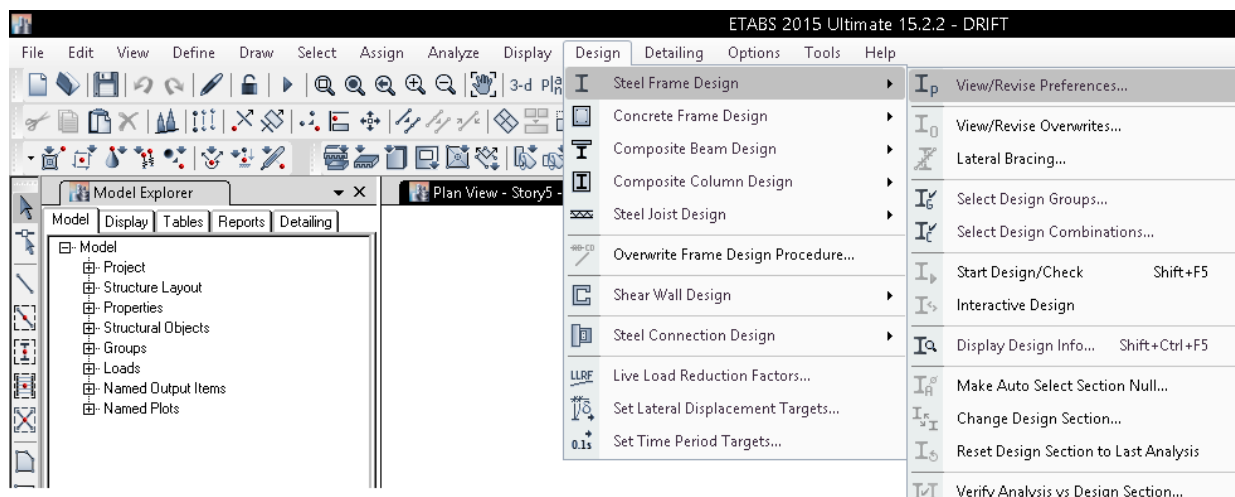 ETABS 2015 Ultimate 15.2.2 - DRIFT
File Edit View Define Draw Select Assign Analyze Display Design Detailing Options Tools Help
3-d
Model Explorer
Plan View - Story5 -
Model Display Tables Reports Detailing
Model
Project
Structure Layout
Properties
Structural Objects
Groups
Loads
Named Output Items
Named Plots
Steel Frame Design
Concrete Frame Design
Composite Beam Design
Composite Column Design
Steel Joist Design
Overwrite Frame Design Procedure...
Shear Wall Design
Steel Connection Design
LLRF Live Load Reduction Factors...
Set Lateral Displacement Targets...
0.1s Set Time Period Targets...
View/Revise Preferences...
View/Revise Overwrites...
Lateral Bracing...
Select Design Groups...
Select Design Combinations...
Start Design/Check Shift+F5
Interactive Design
Display Design Info... Shift+Ctrl+F5
Make Auto Select Section Null...
Change Design Section...
Reset Design Section to Last Analysis
Verify Analysis vs Design Section...